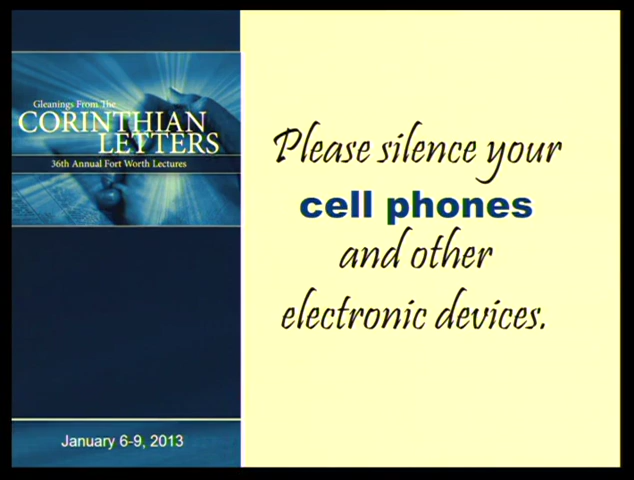 Gleanings From The
CORINTHIAN
LETTERS
36th Annual Fort Worth Lectures
January 6-9, 2013
Please silence your
cell phones
and other
electronic devices.